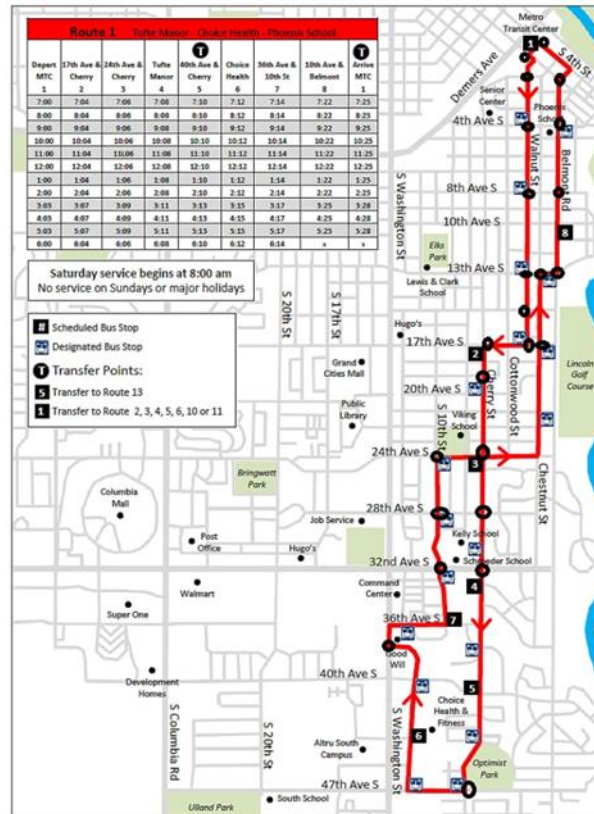 Route 1 Tufte Manor - Choice Health - Phoenix School
T T
Depart MTC 17th Ave & Cherry 24th Ave & Cherry Tufte Manor 40th Ave & Cherry Choice Health 36th Ave & 10th St 10th Ave & Belmont Arrive MTC
1 2 3 4 5 6 7 8 1
7:00 7:04 7:06 7:08 7:10 7:12 7:14 7:22 7:25
8:00 8:04 8:06 8:08 8:10 8:12 8:14 8:22 8:25
9:00 9:04 9:06 9:08 9:10 9:12 9:14 9:22 9:25
10:00 10:04 10:06 10:08 10:10 10:12 10:14 10:22 10:25
11:00 11:04 11:06 11:08 11:10 11:12 11:14 11:22 11:25
12:00 12:04 12:06 12:08 12:10 12:12 12:14 12:22 12:25
1:00 1:04 1:06 1:08 1:10 1:12 1:14 1:22 1:25
2:00 2:04 2:06 2:08 2:10 2:12 2:14 2:22 2:25
3:03 3:07 3:09 3:11 3:13 3:15 3:17 3:25 3:28
4:03 4:07 4:09 4:11 4:13 4:15 4:17 4:25 4:28
5:03 5:07 5:09 5:11 5:13 5:15 5:17 5:25 5:28
6:00 6:04 6:06 6:08 6:10 6:12 6:14 x x
Saturday service begins at 8:00 am
No service on Sundays or major holidays
# Scheduled Bus Stop
Designated Bus Stop
T Transfer Points:
5 Transfer to Route 13
1 Transfer to Route 2, 3, 4, 5, 6, 10 or 11
Metro
Transit Center
1
S 4th St
Demers Ave
Senior
Center
4th Ave S
Phoenix
School
Walnut St
Belmont Rd
S Washington St
8th Ave S
10th Ave S
8
Elks
Park
13th Ave S
Lewis & Clark
School
S 20th St
S 17th St
Hugo's
17th Ave S
2
Lincoln
Golf
Course
Grand
Cities Mall
20th Ave S
Cherry St
Cottonwood St
Public
Library
S 10th St
Viking
School
24th Ave S
3
Chestnut St
Bringwatt
Park
Columbia
Mall
28th Ave S
Job Service
Post
Office
Kelly School
Hugo's
32nd Ave S
Schroeder School
Walmart
Command
Center
4
Super One
36th Ave S
7
Good
Will
40th Ave S
5
Development
Homes
S Columbia Rd
S 20th St
S Washington St
Choice
Health &
Fitness
6
Altru South
Campus
Optimist
Park
47th Ave S
Ulland Park
South School